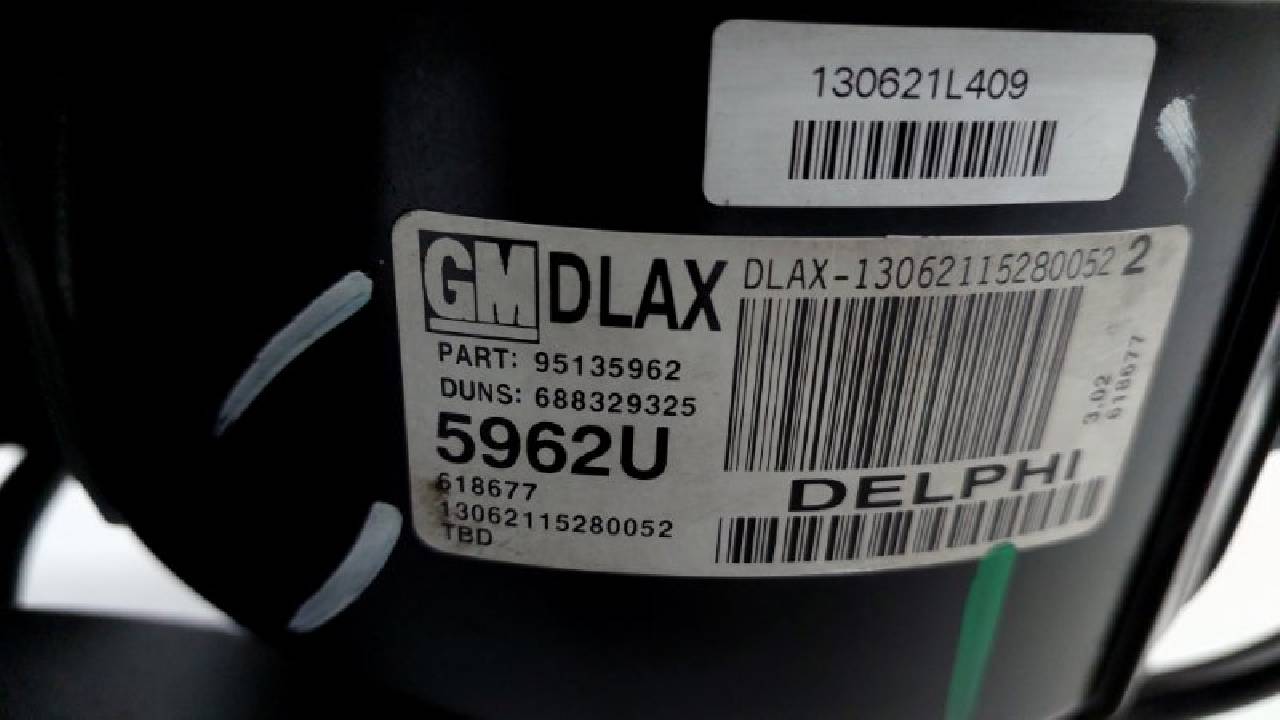 130621L409
GM DLAX DLAX-13062115280052 2
PART: 95135962
DUNS: 688329325
5962U
618677
13062115280052
TBD
DELPHI
3.02
618677